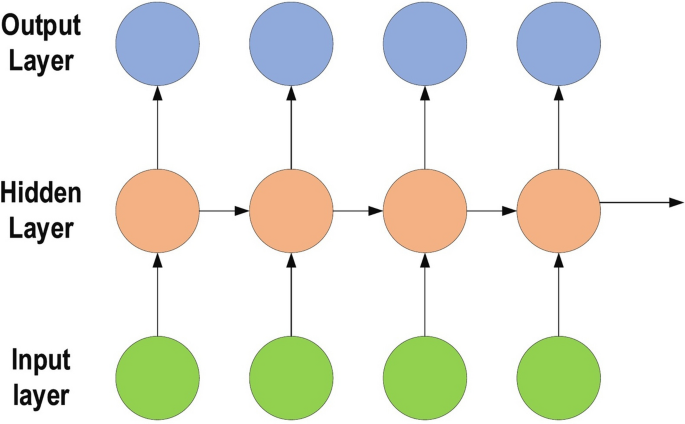 Output
Layer
Hidden
Layer
Input
layer